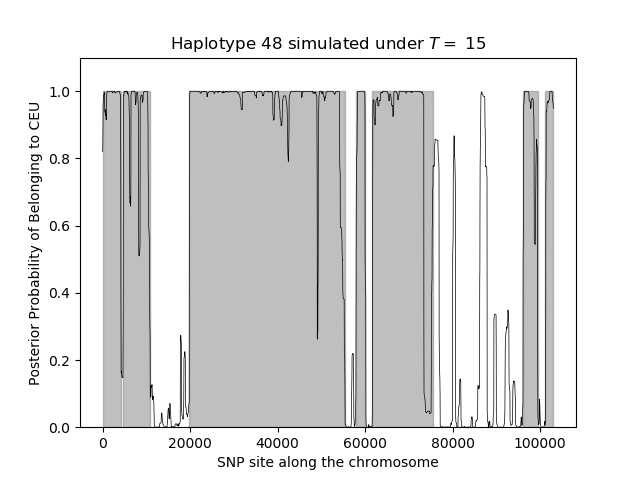 Haplotype 48 simulated under T = 15
Posterior Probability of Belonging to CEU
1.0
0.8
0.6
0.4
0.2
0.0
0 20000 40000 60000 80000 100000
SNP site along the chromosome